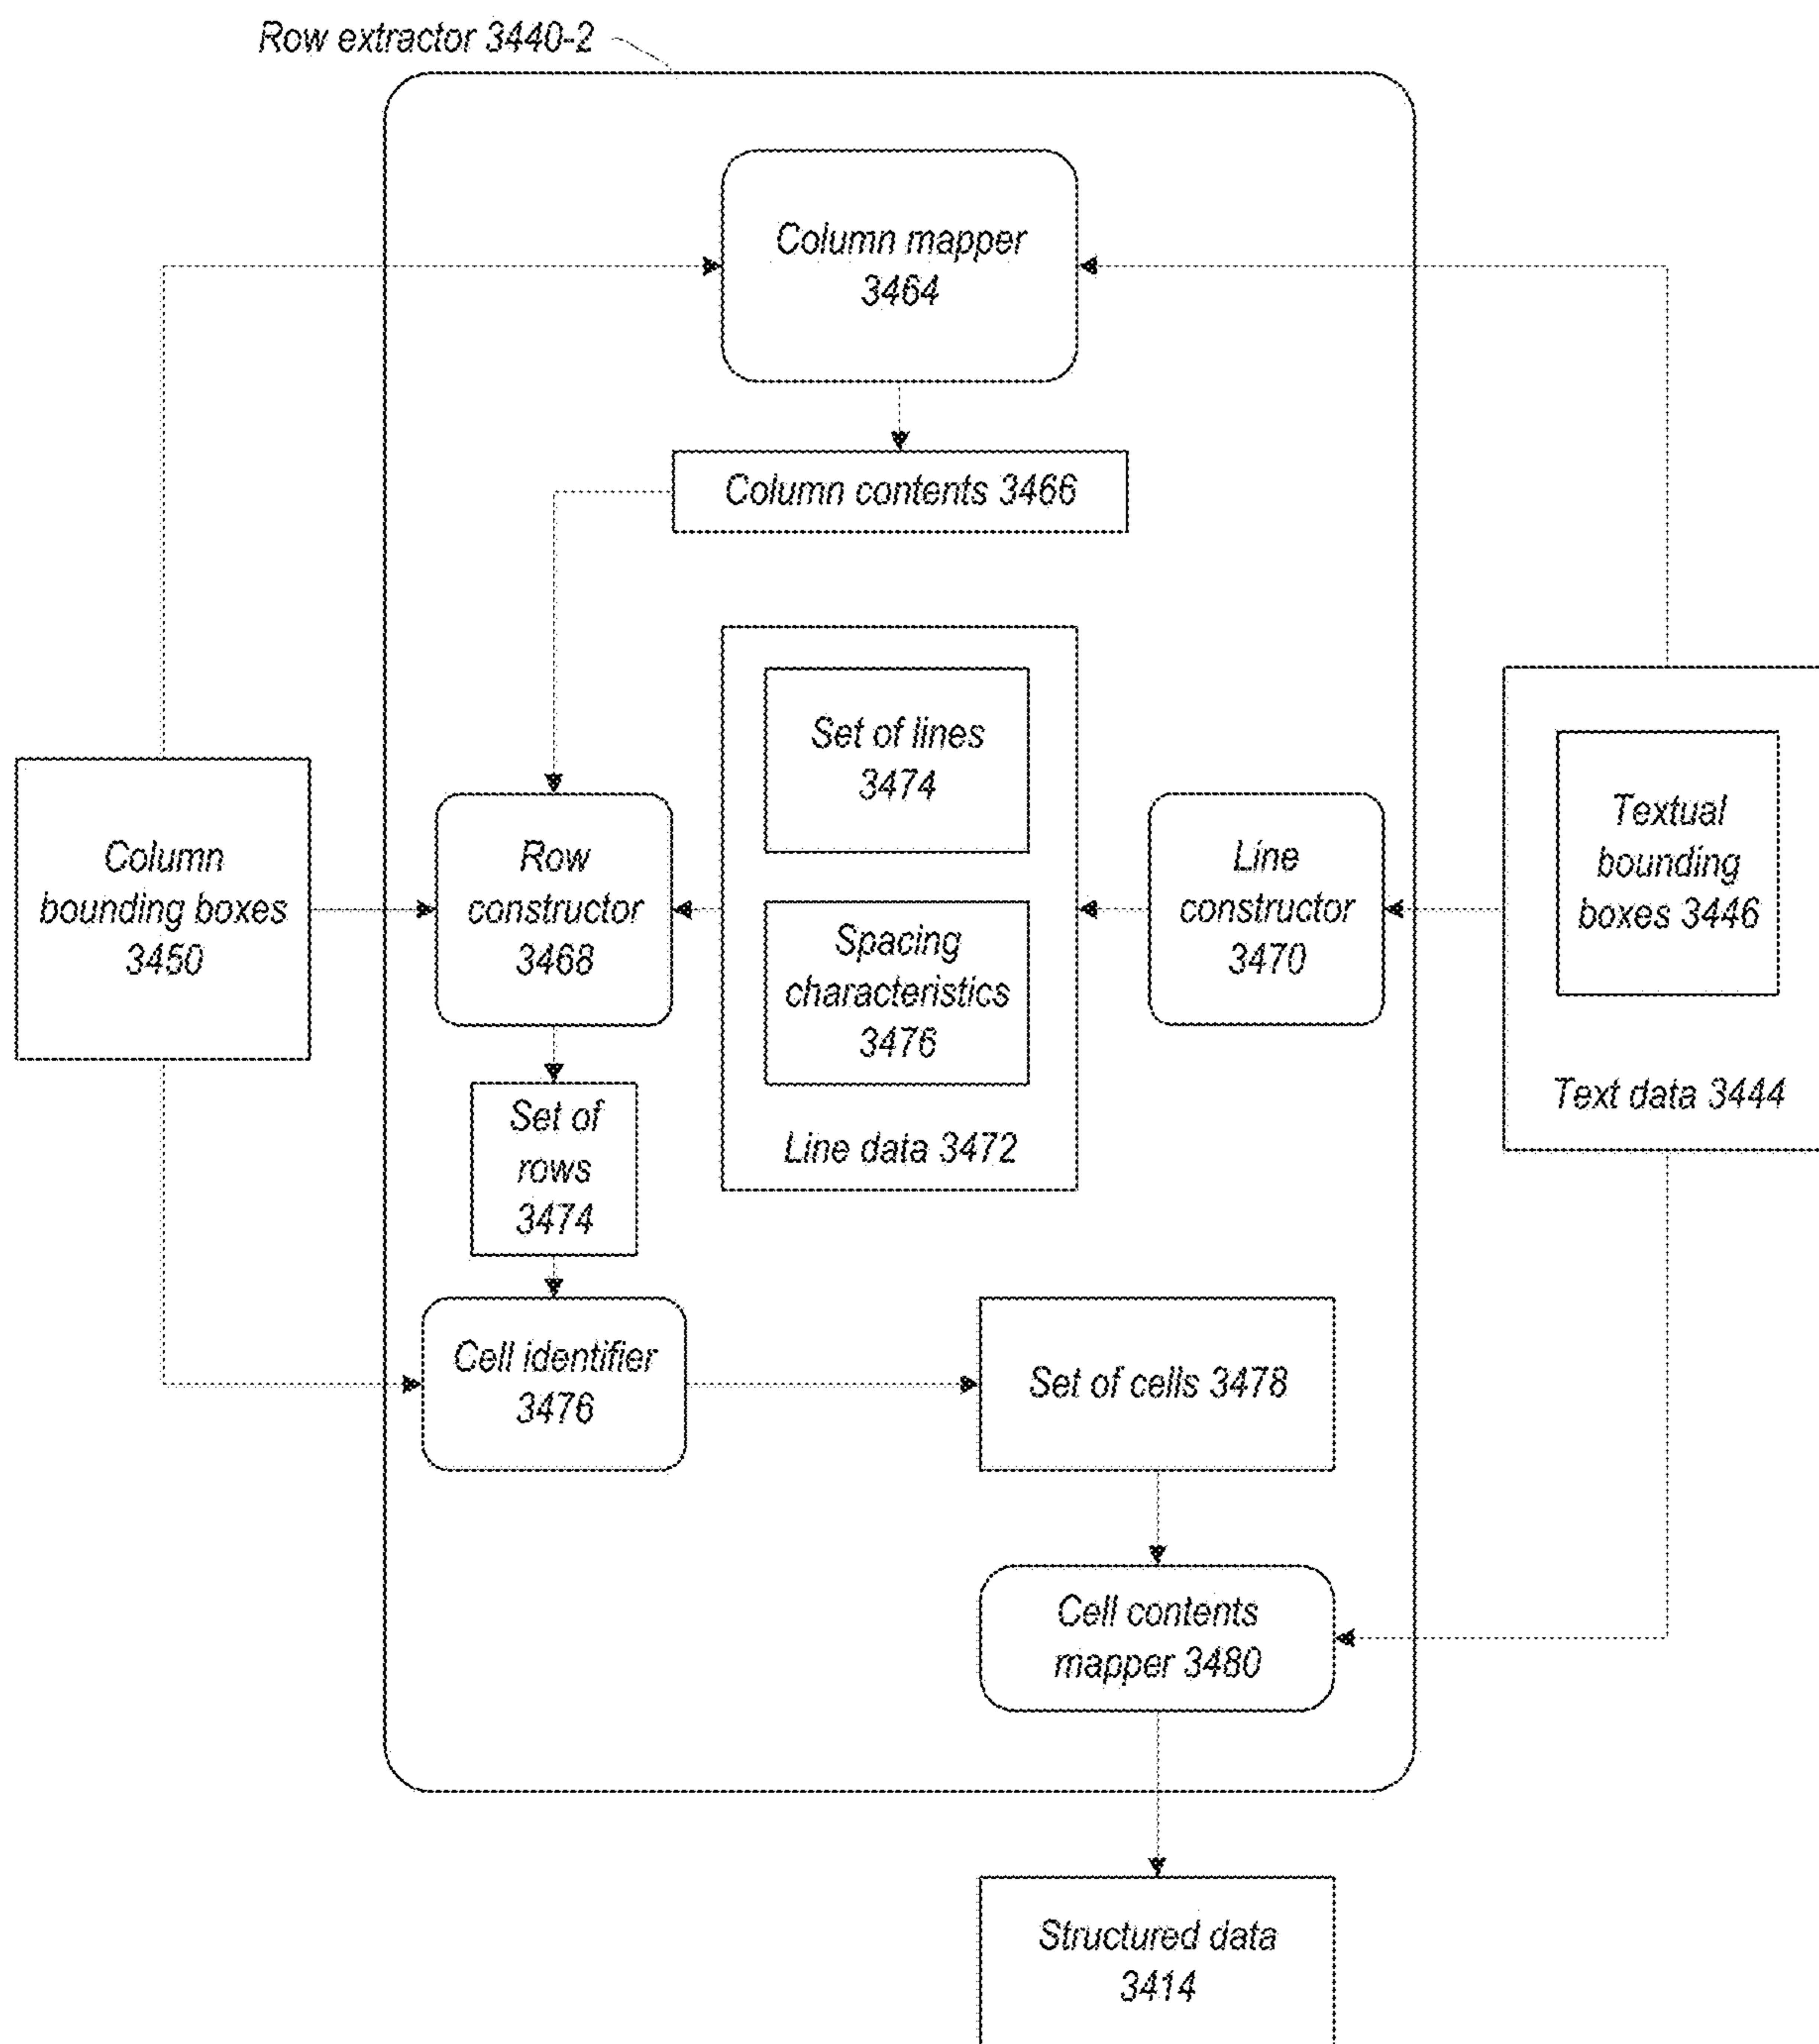 Row extractor 3440-2
Column mapper
3464
Column contents 3466
Set of lines
3474
Spacing
characteristics
3476
Line data 3472
Column
bounding boxes
3450
Row
constructor
3468
Line
constructor
3470
Textual
bounding
boxes 3446
Text data 3444
Set of
rows
3474
Cell identifier
3476
Set of cells 3478
Cell contents
mapper 3480
Structured data
3414